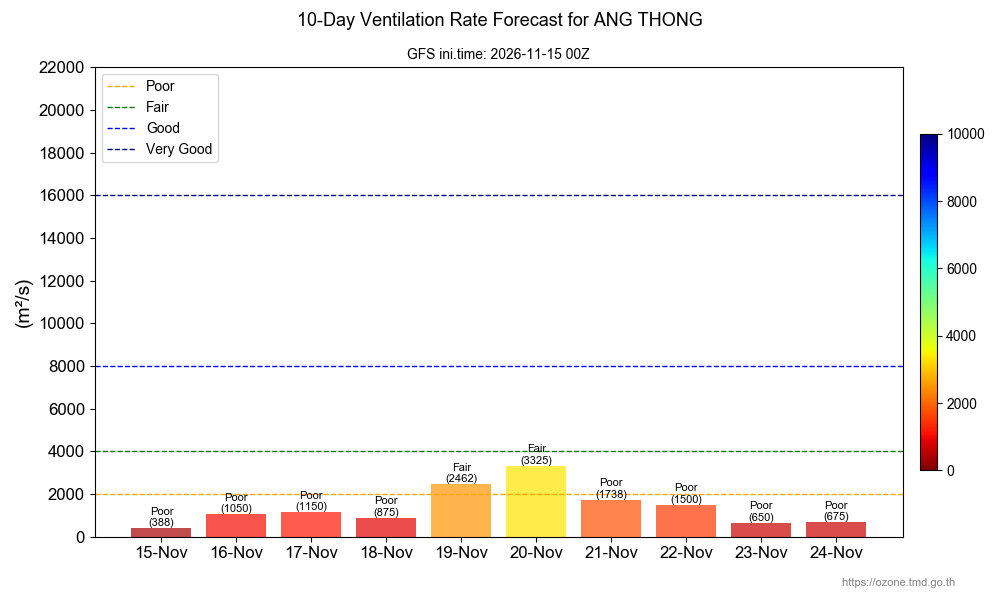 10-Day Ventilation Rate Forecast for ANG THONG
GFS ini.time: 2026-11-15 00Z
22000
20000
18000
16000
14000
12000
10000
8000
6000
4000
2000
0
(m²/s)
Poor
Fair
Good
Very Good
Poor
(388)
Poor
(1050)
Poor
(1150)
Poor
(875)
Fair
(2462)
Fair
(3325)
Poor
(1738)
Poor
(1500)
Poor
(650)
Poor
(675)
15-Nov
16-Nov
17-Nov
18-Nov
19-Nov
20-Nov
21-Nov
22-Nov
23-Nov
24-Nov
10000
8000
6000
4000
2000
0
https://ozone.tmd.go.th